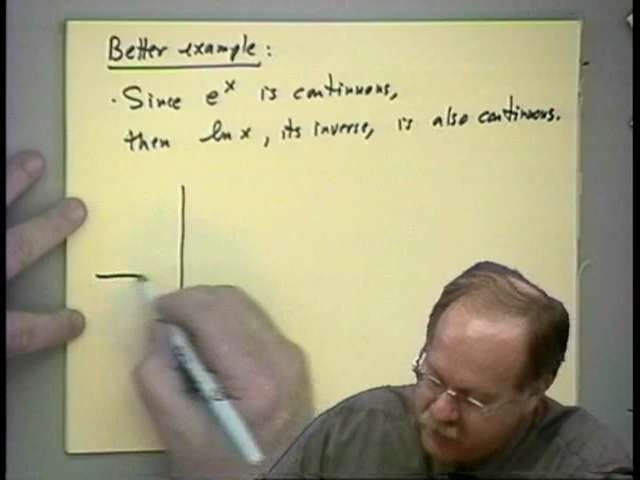 Better example:
· Since e^x is continuous,
then ln x, its inverse, is also continuous.